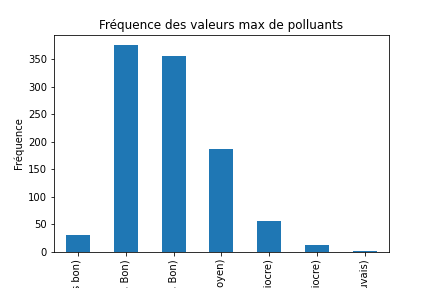 Fréquence des valeurs max de polluants
Fréquence
350
300
250
200
150
100
50
0
s bon)
. Bon)
. Bon)
oyen)
iocre)
iocre)
uvais)